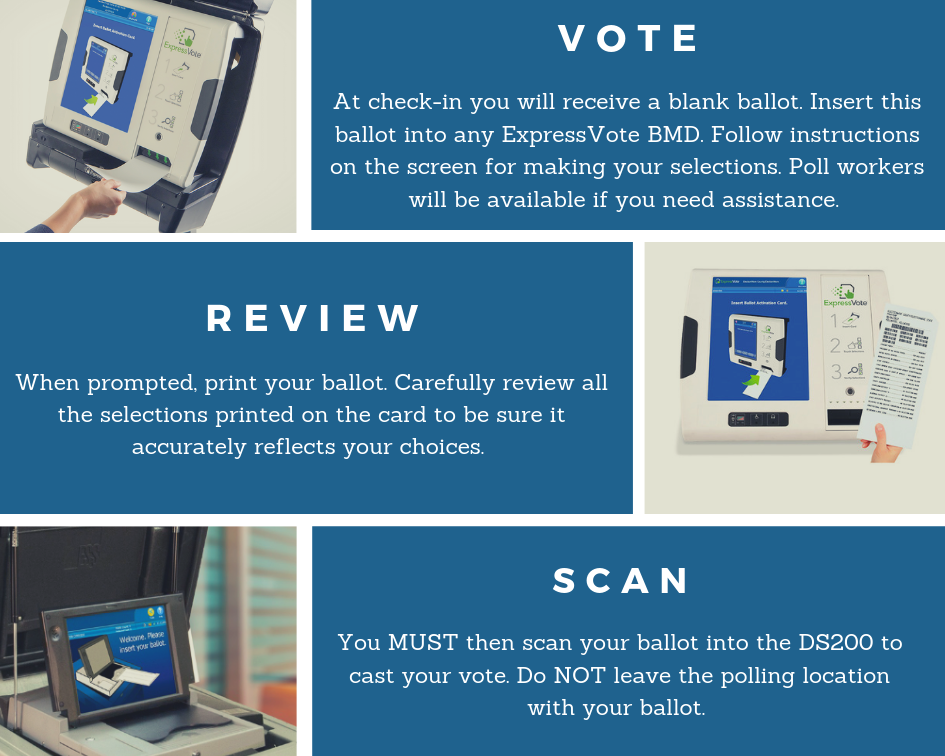 VOTE
At check-in you will receive a blank ballot. Insert this
ballot into any ExpressVote BMD. Follow instructions
on the screen for making your selections. Poll workers
will be available if you need assistance.
Insert Ballot Activation Card.
ExpressVote
1
2
3
REVIEW
When prompted, print your ballot. Carefully review all
the selections printed on the card to be sure it
accurately reflects your choices.
ExpressVote
Insert Ballot Activation Card.
ExpressVote
1
2
3
SCAN
You MUST then scan your ballot into the DS200 to
cast your vote. Do NOT leave the polling location
with your ballot.
Welcome. Please
insert your ballot.